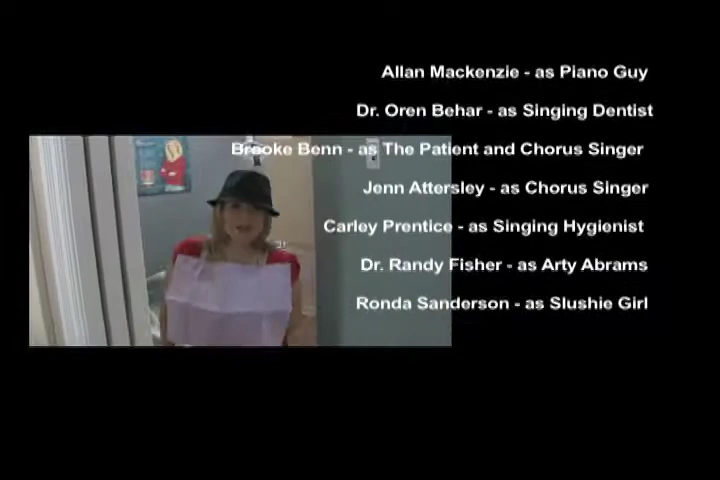 Allan Mackenzie - as Piano Guy
Dr. Oren Behar - as Singing Dentist
Brooke Benn - as The Patient and Chorus Singer
Jenn Attersley - as Chorus Singer
Carley Prentice - as Singing Hygienist
Dr. Randy Fisher - as Arty Abrams
Ronda Sanderson - as Slushie Girl